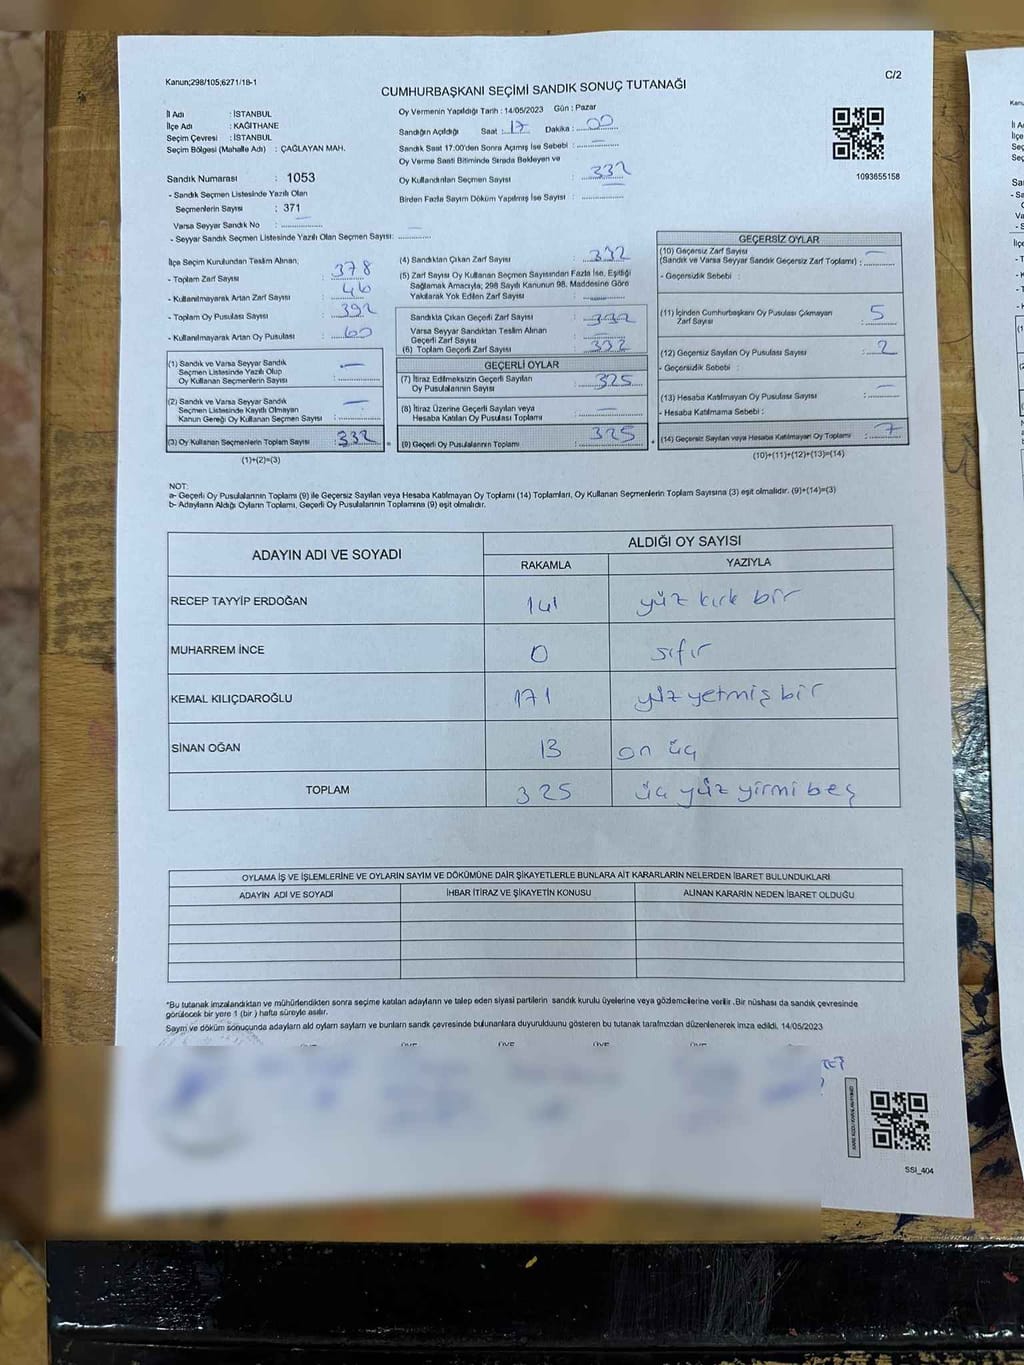 Kanun;298/105;6271/18-1
C/2
CUMHURBAŞKANI SEÇİMİ SANDIK SONUÇ TUTANAĞI
İl Adı : İSTANBUL
İlçe Adı : KAĞITHANE
Seçim Çevresi : İSTANBUL
Seçim Bölgesi (Mahalle Adı) : ÇAĞLAYAN MAH.
Sandık Numarası : 1053
- Sandık Seçmen Listesinde Yazılı Olan
Seçmenlerin Sayısı : 371
Varsa Seyyar Sandık No : —
- Seyyar Sandık Seçmen Listesinde Yazılı Olan Seçmen Sayısı: —
Oy Vermenin Yapıldığı Tarih : 14/05/2023 Gün : Pazar
Sandığın Açıldığı Saat : 17 Dakika : 00
Sandık Saat 17.00'den Sonra Açılmış İse Sebebi : —
Oy Verme Saati Bitiminde Sırada Bekleyen ve
Oy Kullandırılan Seçmen Sayısı : 332
Birden Fazla Sayım Döküm Yapılmış İse Sayısı : —
1093655158
İlçe Seçim Kurulundan Teslim Alınan;
- Toplam Zarf Sayısı : 378
- Kullanılmayarak Artan Zarf Sayısı : 46
- Toplam Oy Pusulası Sayısı : 392
- Kullanılmayarak Artan Oy Pusulası : 60
(1) Sandık ve Varsa Seyyar Sandık
Seçmen Listesinde Yazılı Olup
Oy Kullanan Seçmenlerin Sayısı : —
(2) Sandık ve Varsa Seyyar Sandık
Seçmen Listesinde Kayıtlı Olmayan
Kanun Gereği Oy Kullanan Seçmen Sayısı : —
(3) Oy Kullanan Seçmenlerin Toplam Sayısı : 332
(1)+(2)=(3)
(4) Sandıktan Çıkan Zarf Sayısı : 332
(5) Zarf Sayısı Oy Kullanan Seçmen Sayısından Fazla İse, Eşitliği
Sağlamak Amacıyla; 298 Sayılı Kanunun 98. Maddesine Göre
Yakılarak Yok Edilen Zarf Sayısı : —
Sandıkta Çıkan Geçerli Zarf Sayısı : 332
Varsa Seyyar Sandıktan Teslim Alınan
Geçerli Zarf Sayısı : —
(6) Toplam Geçerli Zarf Sayısı : 332
GEÇERLİ OYLAR
(7) İtiraz Edilmeksizin Geçerli Sayılan
Oy Pusulalarının Sayısı : 325
(8) İtiraz Üzerine Geçerli Sayılan veya
Hesaba Katılan Oy Pusulası Toplamı : —
(9) Geçerli Oy Pusulalarının Toplamı : 325
GEÇERSİZ OYLAR
(10) Geçersiz Zarf Sayısı
(Sandık ve Varsa Seyyar Sandık Geçersiz Zarf Toplamı) : —
- Geçersizlik Sebebi :
(11) İçinden Cumhurbaşkanı Oy Pusulası Çıkmayan
Zarf Sayısı : 5
(12) Geçersiz Sayılan Oy Pusulası Sayısı : 2
- Geçersizlik Sebebi :
(13) Hesaba Katılmayan Oy Pusulası Sayısı : —
- Hesaba Katılmama Sebebi :
(14) Geçersiz Sayılan veya Hesaba Katılmayan Oy Toplamı : 7
(10)+(11)+(12)+(13)=(14)
NOT:
a- Geçerli Oy Pusulalarının Toplamı (9) ile Geçersiz Sayılan veya Hesaba Katılmayan Oy Toplamı (14) Toplamları, Oy Kullanan Seçmenlerin Toplam Sayısına (3) eşit olmalıdır. (9)+(14)=(3)
b- Adayların Aldığı Oyların Toplamı, Geçerli Oy Pusulalarının Toplamına (9) eşit olmalıdır.
ADAYIN ADI VE SOYADI
ALDIĞI OY SAYISI
RAKAMLA YAZIYLA
RECEP TAYYİP ERDOĞAN 141 yüz kırk bir
MUHARREM İNCE 0 sıfır
KEMAL KILIÇDAROĞLU 171 yüz yetmiş bir
SİNAN OĞAN 13 on üç
TOPLAM 325 üç yüz yirmi beş
OYLAMA İŞ VE İŞLEMLERİNE VE OYLARIN SAYIM VE DÖKÜMÜNE DAİR ŞİKAYETLERLE BUNLARA AİT KARARLARIN NELERDEN İBARET BULUNDUKLARI
ADAYIN ADI VE SOYADI İHBAR İTİRAZ VE ŞİKAYETİN KONUSU ALINAN KARARIN NEDEN İBARET OLDUĞU
*Bu tutanak imzalandıktan ve mühürlendikten sonra seçime katılan adayların ve talep eden siyasi partilerin sandık kurulu üyelerine veya gözlemcilerine verilir .Bir nüshası da sandık çevresinde
görülecek bir yere 1 (bir ) hafta süreyle asılır.
Sayım ve döküm sonucunda adayların aldı oyların sayların ve bunların sandık çevresinde bulunanlara duyurulduunu gösteren bu tutanak tarafımızdan düzenlenerek imza edildi. 14/05/2023
ÜYE ÜYE ÜYE ÜYE ÜYE
SSİ_404